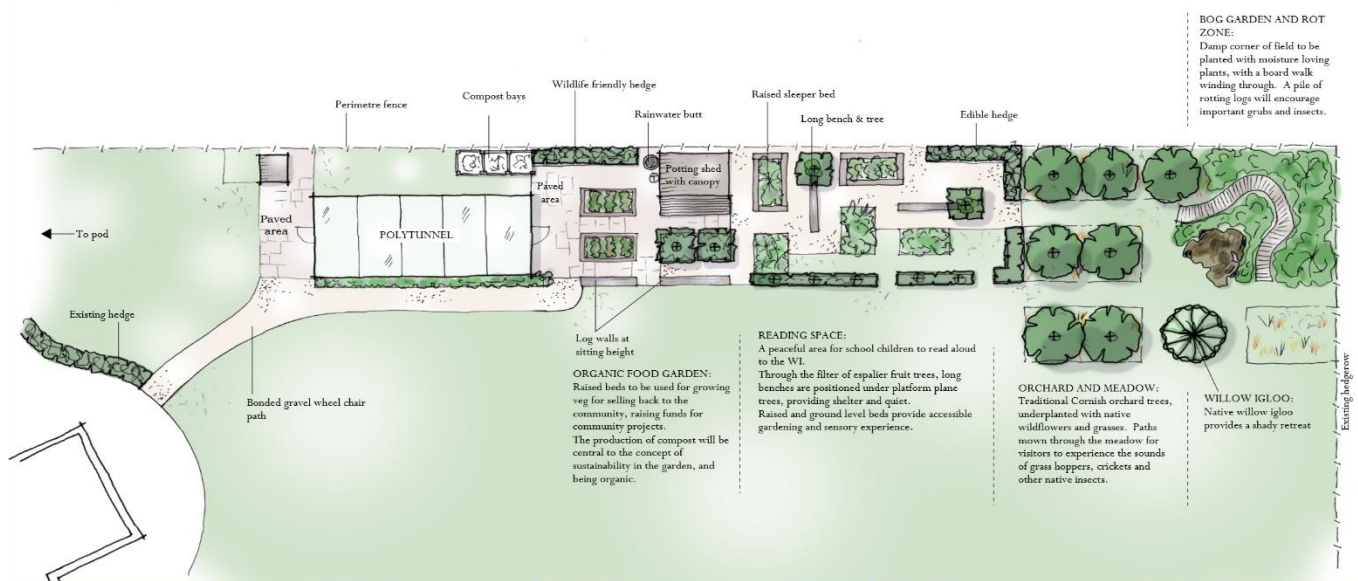 BOG GARDEN AND ROT
ZONE:
Damp corner of field to be
planted with moisture loving
plants, with a board walk
winding through. A pile of
rotting logs will encourage
important grubs and insects.
Wildlife friendly hedge
Compost bays
Raised sleeper bed
Perimetre fence
Rainwater butt
Long bench & tree
Edible hedge
Potting shed
with canopy
Paved
area
Paved
area
To pod
POLYTUNNEL
Existing hedge
Log walls at
sitting height
ORGANIC FOOD GARDEN:
Raised beds to be used for growing
veg for selling back to the
community, raising funds for
community projects.
The production of compost will be
central to the concept of
sustainability in the garden, and
being organic.
READING SPACE:
A peaceful area for school children to read aloud
to the WI.
Through the filter of espalier fruit trees, long
benches are positioned under platform plane
trees, providing shelter and quiet.
Raised and ground level beds provide accessible
gardening and sensory experience.
ORCHARD AND MEADOW:
Traditional Cornish orchard trees,
underplanted with native
wildflowers and grasses. Paths
mown through the meadow for
visitors to experience the sounds
of grass hoppers, crickets and
other native insects.
WILLOW IGLOO:
Native willow igloo
provides a shady retreat
Existing hedgerow
Bonded gravel wheel chair
path